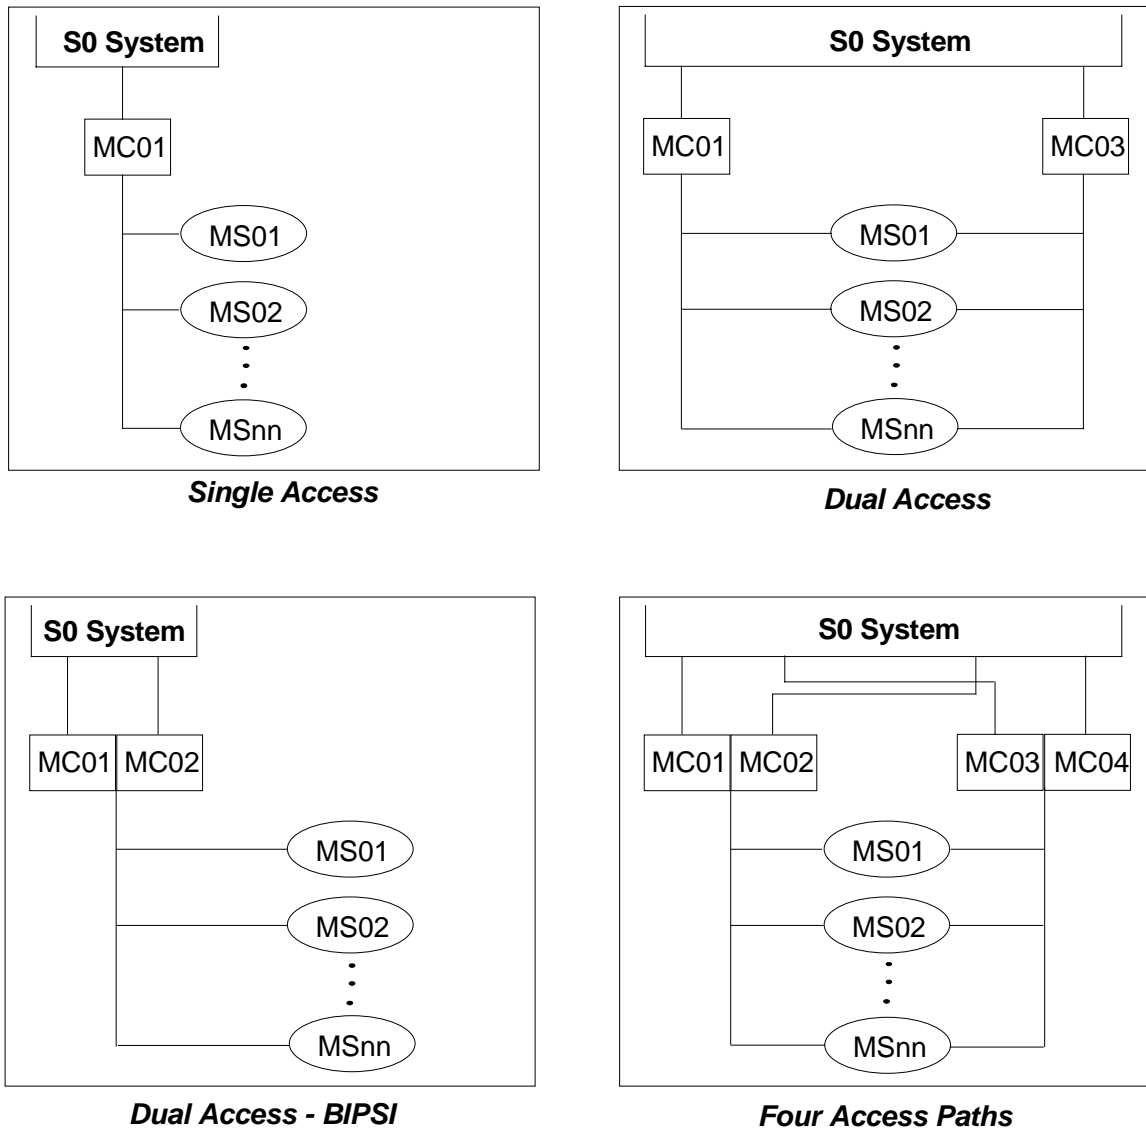 S0 System
MC01
MS01
MS02
MSnn
Single Access
S0 System
MC01
MC03
MS01
MS02
MSnn
Dual Access
S0 System
MC01
MC02
MS01
MS02
MSnn
Dual Access - BIPSI
S0 System
MC01
MC02
MC03
MC04
MS01
MS02
MSnn
Four Access Paths